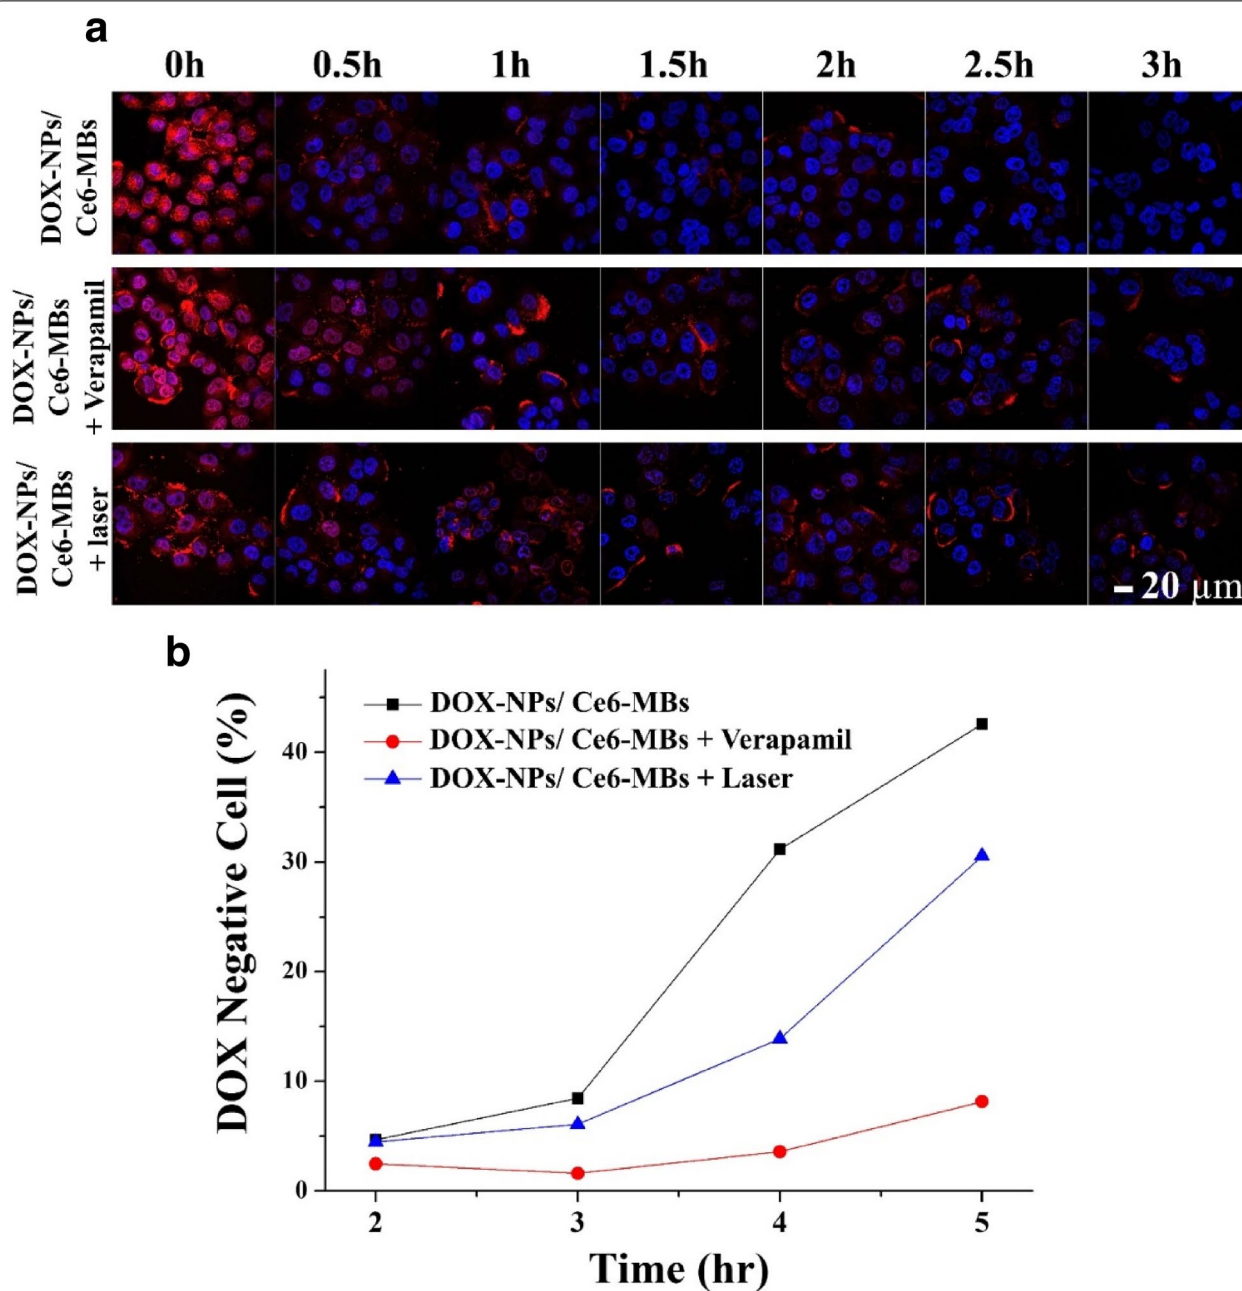 a
0h 0.5h 1h 1.5h 2h 2.5h 3h
DOX-NPs/
Ce6-MBs
DOX-NPs/
Ce6-MBs
+ Verapamil
DOX-NPs/
Ce6-MBs
+ laser
20 µm
b
DOX-NPs/ Ce6-MBs
DOX-NPs/ Ce6-MBs + Verapamil
DOX-NPs/ Ce6-MBs + Laser
DOX Negative Cell (%)
40
30
20
10
0
2 3 4 5
Time (hr)